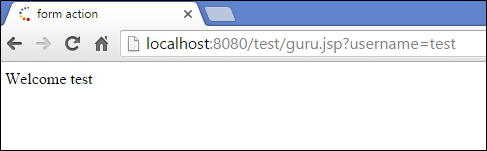 form action
localhost:8080/test/guru.jsp?username=test
Welcome test